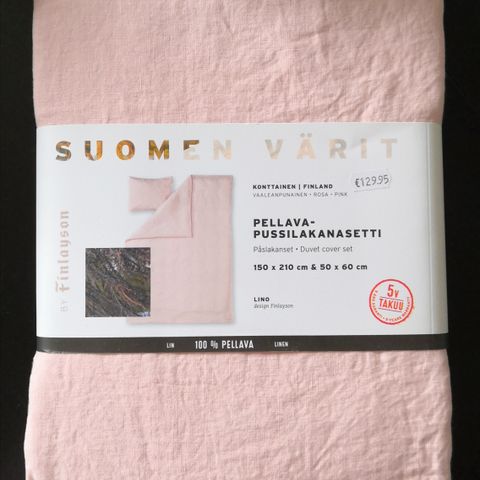 SUOMEN VÄRIT
BY Finlayson
KONTTAINEN | FINLAND
VAALEANPUNAINEN • ROSA • PINK
€129.95
PELLAVA-
PUSSILAKANASETTI
Påslakanset • Duvet cover set
150 x 210 cm & 50 x 60 cm
LINO
design Finlayson
5v
TAKUU
LIN 100 % PELLAVA LINEN